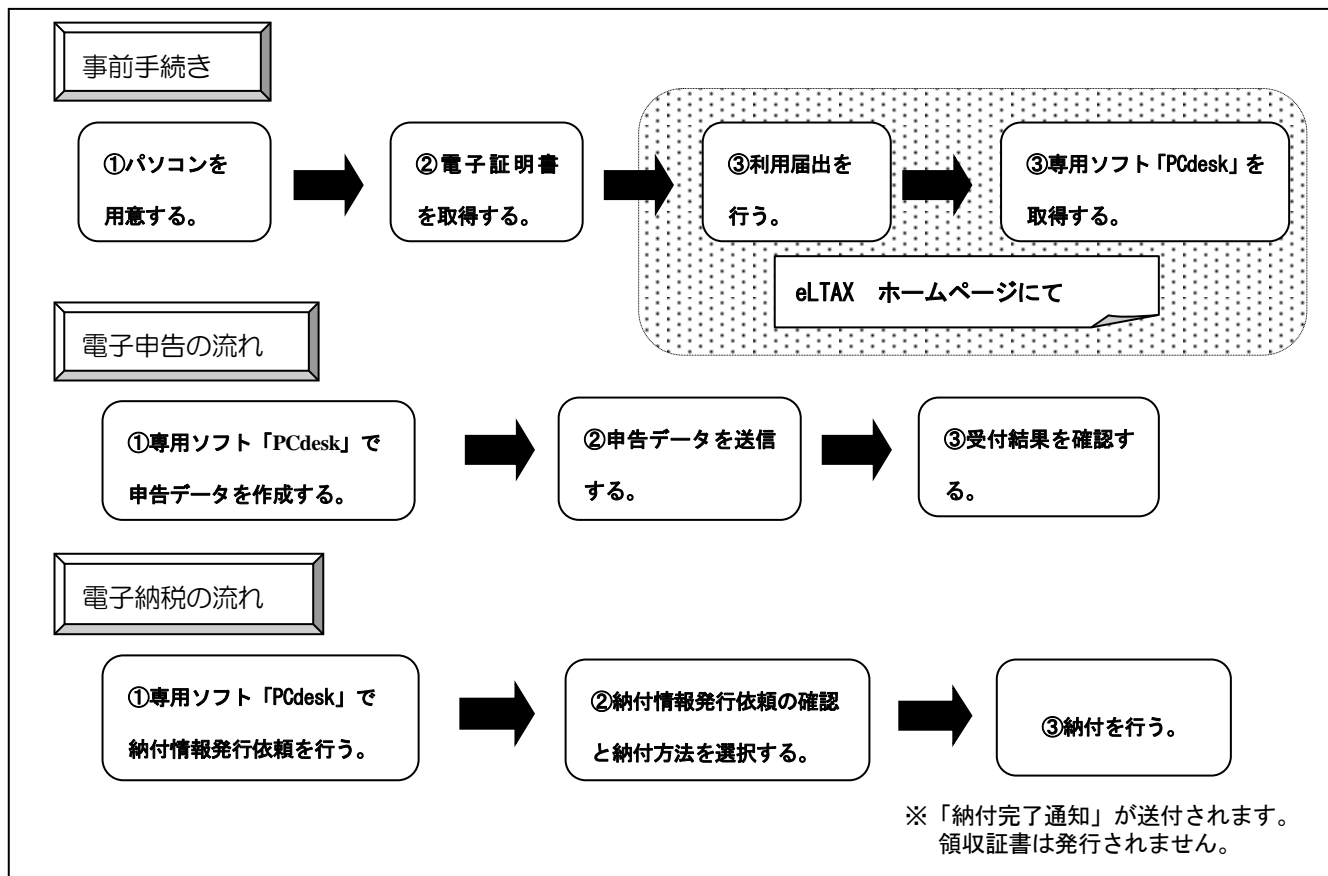 事前手続き
①パソコンを
用意する。
②電子証明書
を取得する。
③利用届出を
行う。
③専用ソフト「PCdesk」を
取得する。
eLTAX　ホームページにて
電子申告の流れ
①専用ソフト「PCdesk」で
申告データを作成する。
②申告データを送信
する。
③受付結果を確認す
る。
電子納税の流れ
①専用ソフト「PCdesk」で
納付情報発行依頼を行う。
②納付情報発行依頼の確認
と納付方法を選択する。
③納付を行う。
※「納付完了通知」が送付されます。
領収証書は発行されません。